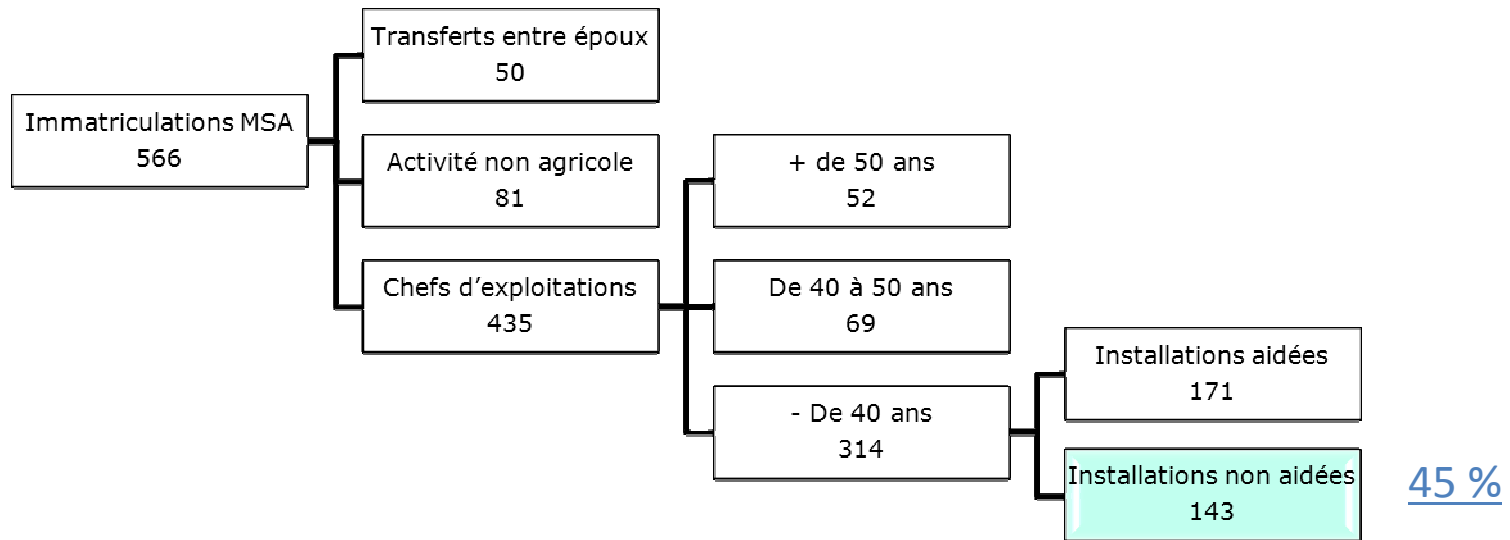 Immatriculations MSA
566
Transferts entre époux
50
Activité non agricole
81
Chefs d’exploitations
435
+ de 50 ans
52
De 40 à 50 ans
69
- De 40 ans
314
Installations aidées
171
Installations non aidées
143
45 %